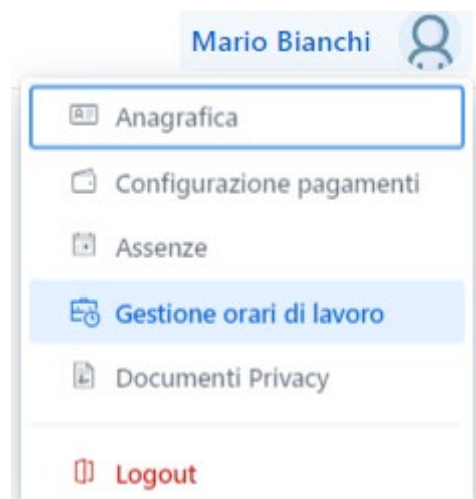 Mario Bianchi
Anagrafica
Configurazione pagamenti
Assenze
Gestione orari di lavoro
Documenti Privacy
Logout